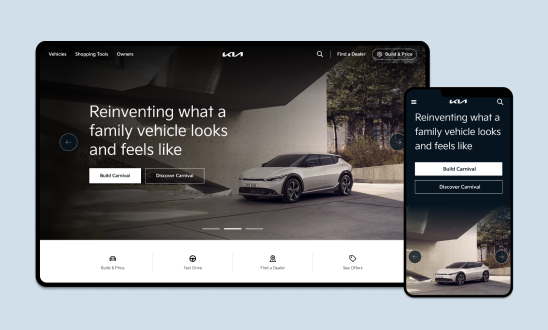 Vehicles Shopping Tools Owners KIA Find a Dealer Build & Price
Reinventing what a
family vehicle looks
and feels like
Build Carnival Discover Carnival
Build & Price Test Drive Find a Dealer See Offers
KIA
Reinventing what a
family vehicle looks
and feels like
Build Carnival
Discover Carnival